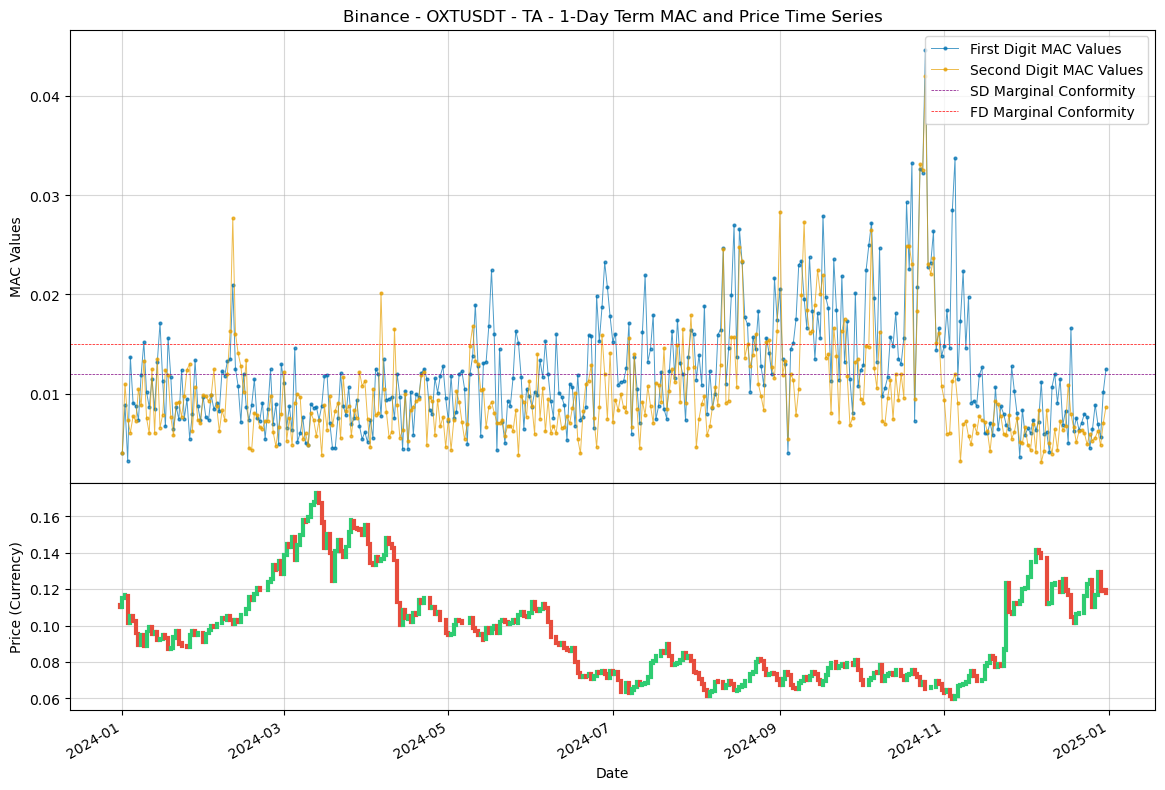 Binance - OXTUSDT - TA - 1-Day Term MAC and Price Time Series
First Digit MAC Values
Second Digit MAC Values
SD Marginal Conformity
FD Marginal Conformity
MAC Values
0.04
0.03
0.02
0.01
Price (Currency)
0.16
0.14
0.12
0.10
0.08
0.06
2024-01
2024-03
2024-05
2024-07
2024-09
2024-11
2025-01
Date